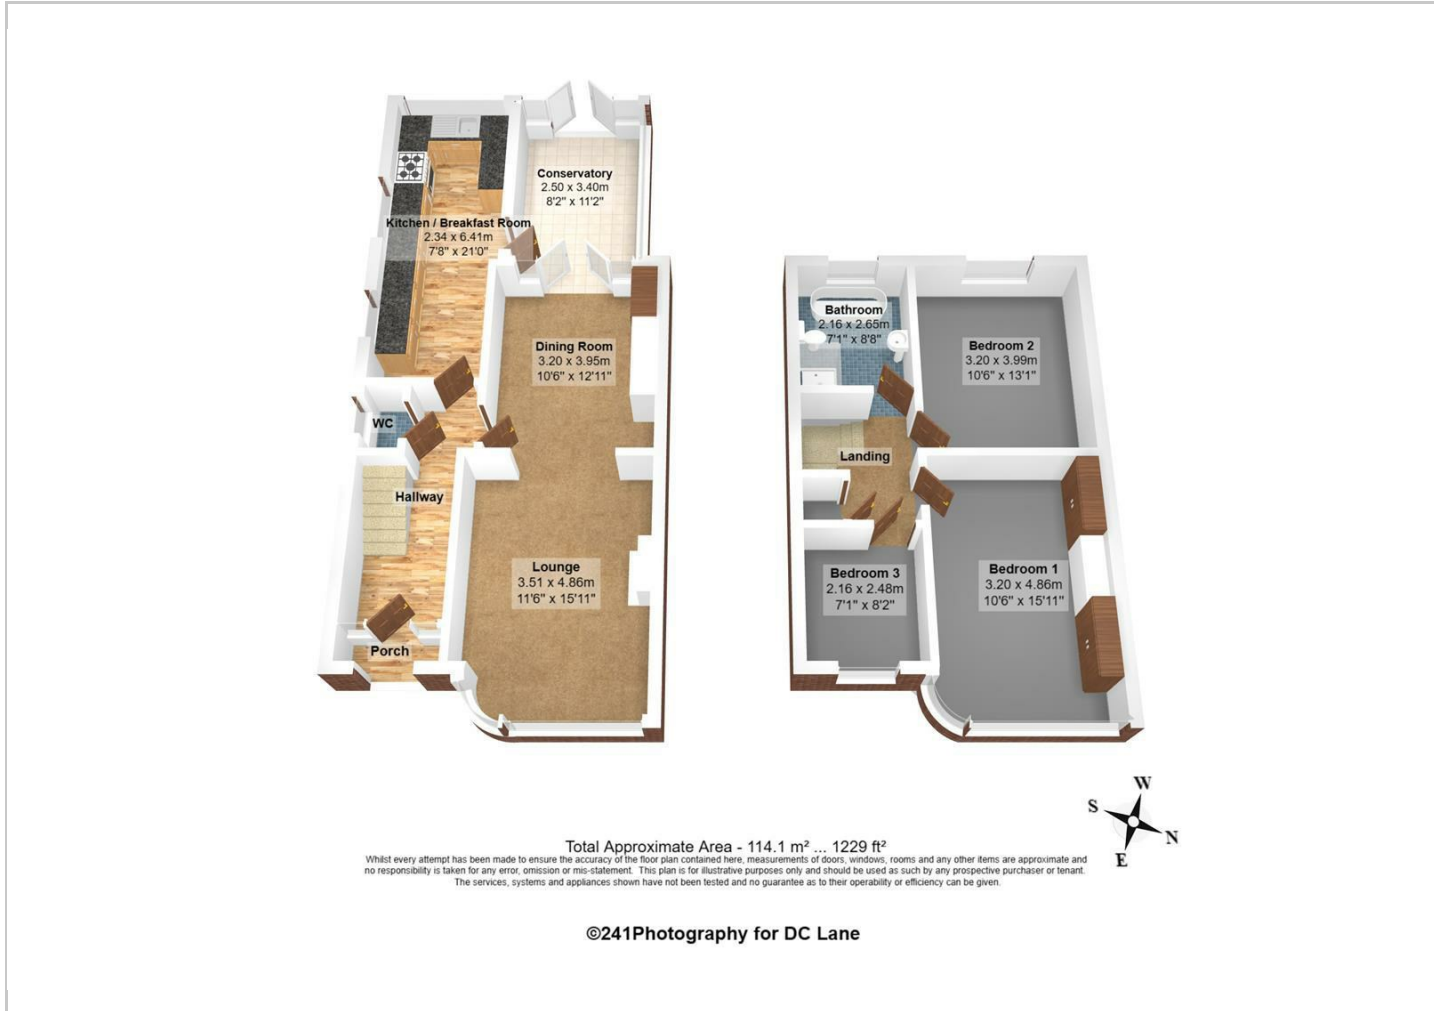 Conservatory
2.50 x 3.40m
8'2" x 11'2"
Kitchen / Breakfast Room
2.34 x 6.41m
7'8" x 21'0"
Dining Room
3.20 x 3.95m
10'6" x 12'11"
WC
Hallway
Lounge
3.51 x 4.86m
11'6" x 15'11"
Porch
Bathroom
2.16 x 2.65m
7'1" x 8'8"
Bedroom 2
3.20 x 3.99m
10'6" x 13'1"
Landing
Bedroom 3
2.16 x 2.48m
7'1" x 8'2"
Bedroom 1
3.20 x 4.86m
10'6" x 15'11"
W
S
N
E
Total Approximate Area - 114.1 m² ... 1229 ft²
Whilst every attempt has been made to ensure the accuracy of the floor plan contained here, measurements of doors, windows, rooms and any other items are approximate and
no responsibility is taken for any error, omission or mis-statement. This plan is for illustrative purposes only and should be used as such by any prospective purchaser or tenant.
The services, systems and appliances shown have not been tested and no guarantee as to their operability or efficiency can be given.
©241Photography for DC Lane